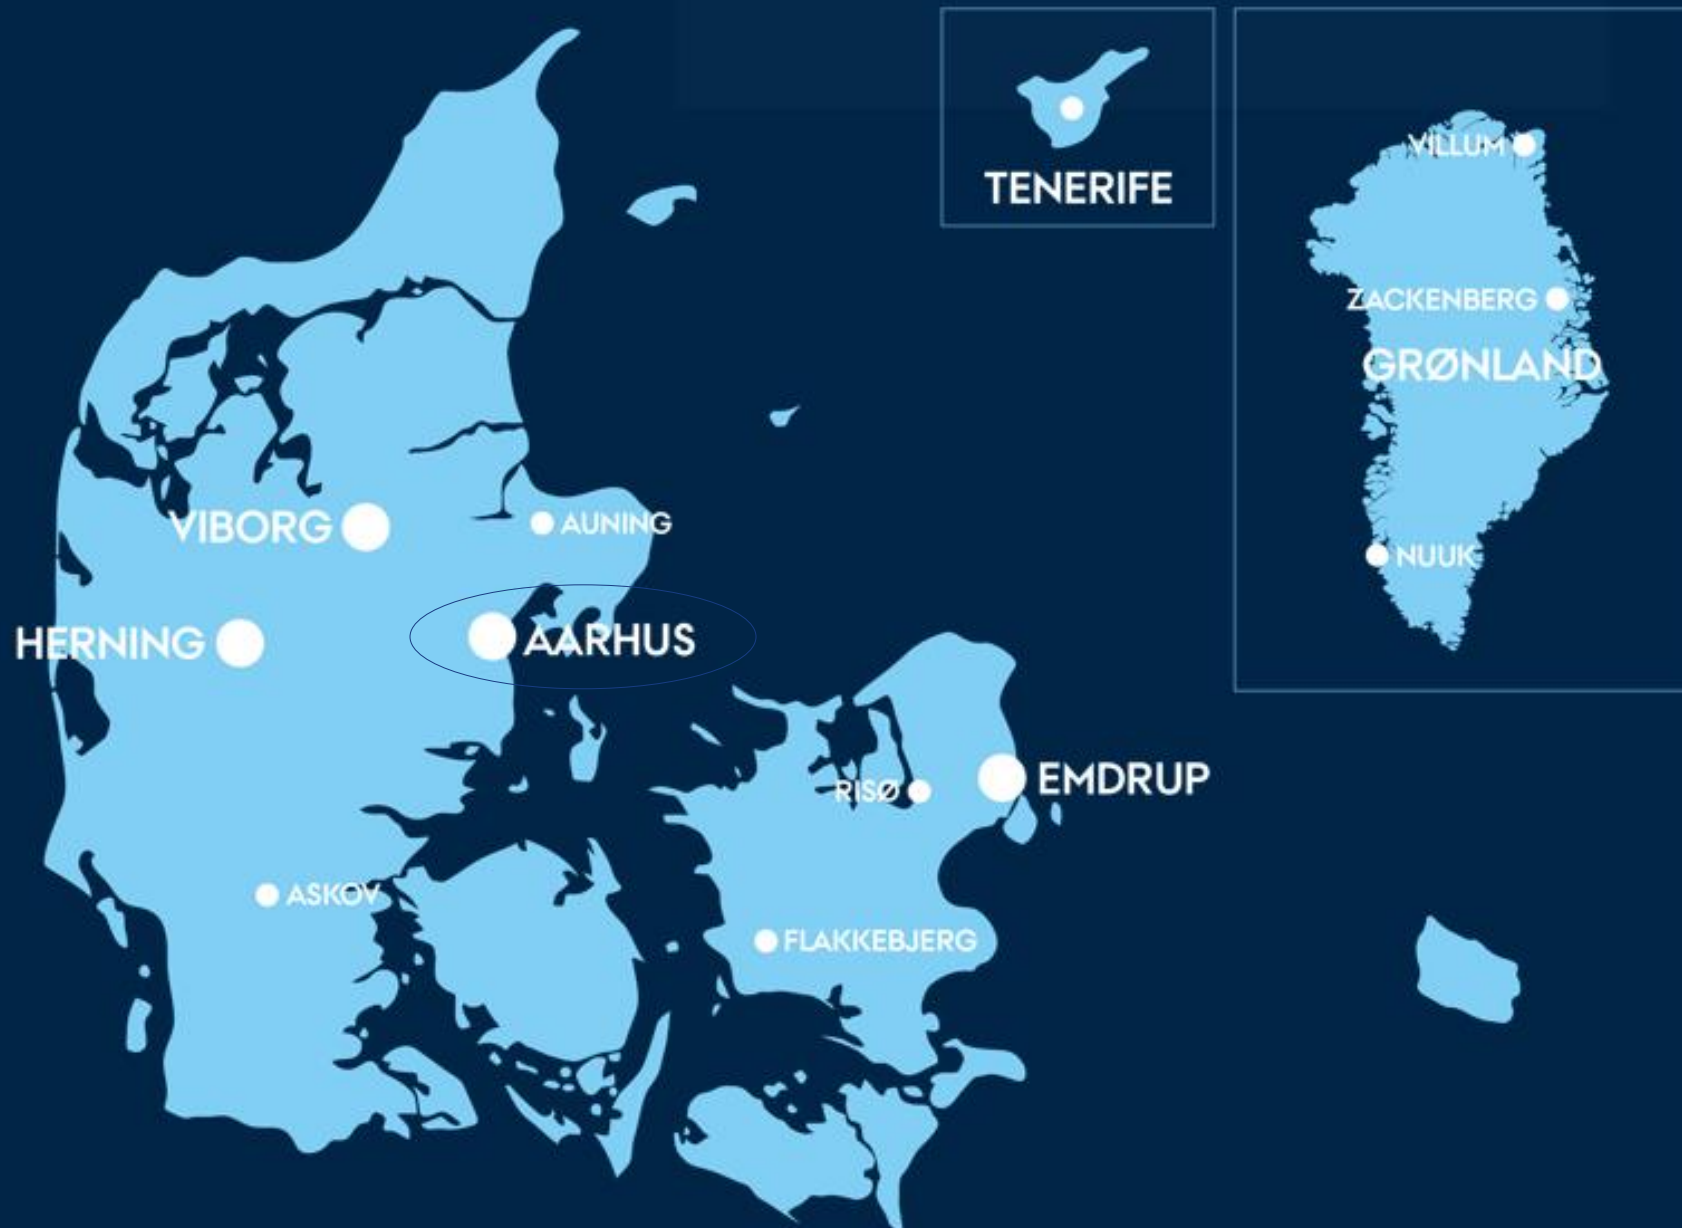 TENERIFE
VILLUM
ZACKENBERG
GRØNLAND
NUUK
VIBORG
AUNING
HERNING
AARHUS
EMDRUP
RISØ
ASKOV
FLAKKEBJERG